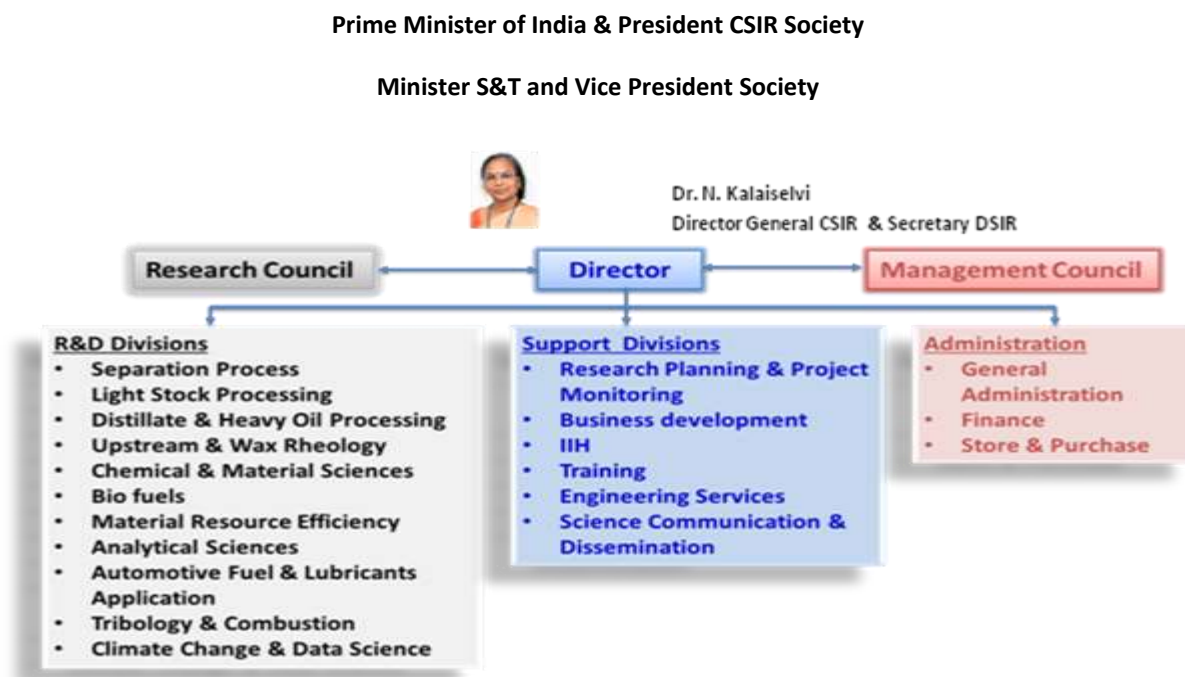 Prime Minister of India & President CSIR Society
Minister S&T and Vice President Society
Dr. N. Kalaiselvi
Director General CSIR & Secretary DSIR
Research Council
Director
Management Council
R&D Divisions
• Separation Process
• Light Stock Processing
• Distillate & Heavy Oil Processing
• Upstream & Wax Rheology
• Chemical & Material Sciences
• Bio fuels
• Material Resource Efficiency
• Analytical Sciences
• Automotive Fuel & Lubricants
Application
• Tribology & Combustion
• Climate Change & Data Science
Support Divisions
• Research Planning & Project
Monitoring
• Business development
• IIH
• Training
• Engineering Services
• Science Communication &
Dissemination
Administration
• General
Administration
• Finance
• Store & Purchase